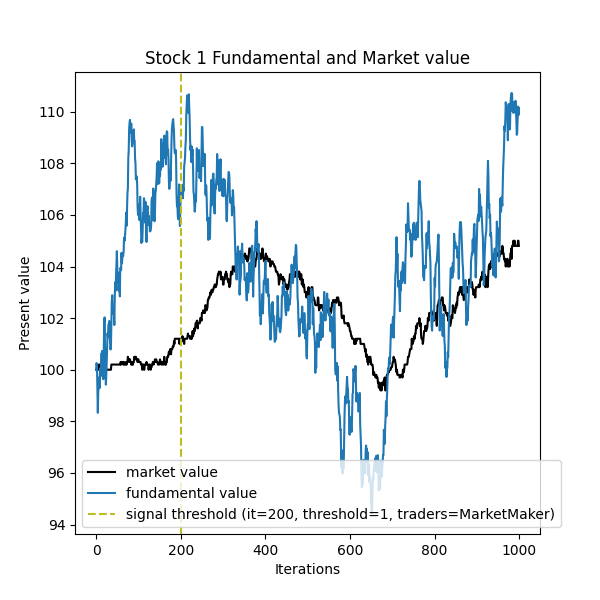 Stock 1 Fundamental and Market value
Present value
110
108
106
104
102
100
98
96
94
market value
fundamental value
signal threshold (it=200, threshold=1, traders=MarketMaker)
0 200 400 600 800 1000
Iterations